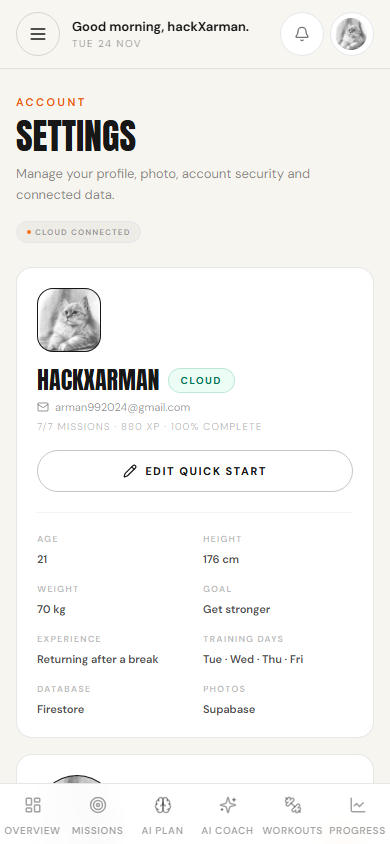 Good morning, hackXarman.
TUE 24 NOV
ACCOUNT
SETTINGS
Manage your profile, photo, account security and
connected data.
CLOUD CONNECTED
HACKXARMAN CLOUD
arman992024@gmail.com
7/7 MISSIONS · 880 XP · 100% COMPLETE
EDIT QUICK START
AGE HEIGHT
21 176 cm
WEIGHT GOAL
70 kg Get stronger
EXPERIENCE TRAINING DAYS
Returning after a break Tue · Wed · Thu · Fri
DATABASE PHOTOS
Firestore Supabase
OVERVIEW MISSIONS AI PLAN AI COACH WORKOUTS PROGRESS